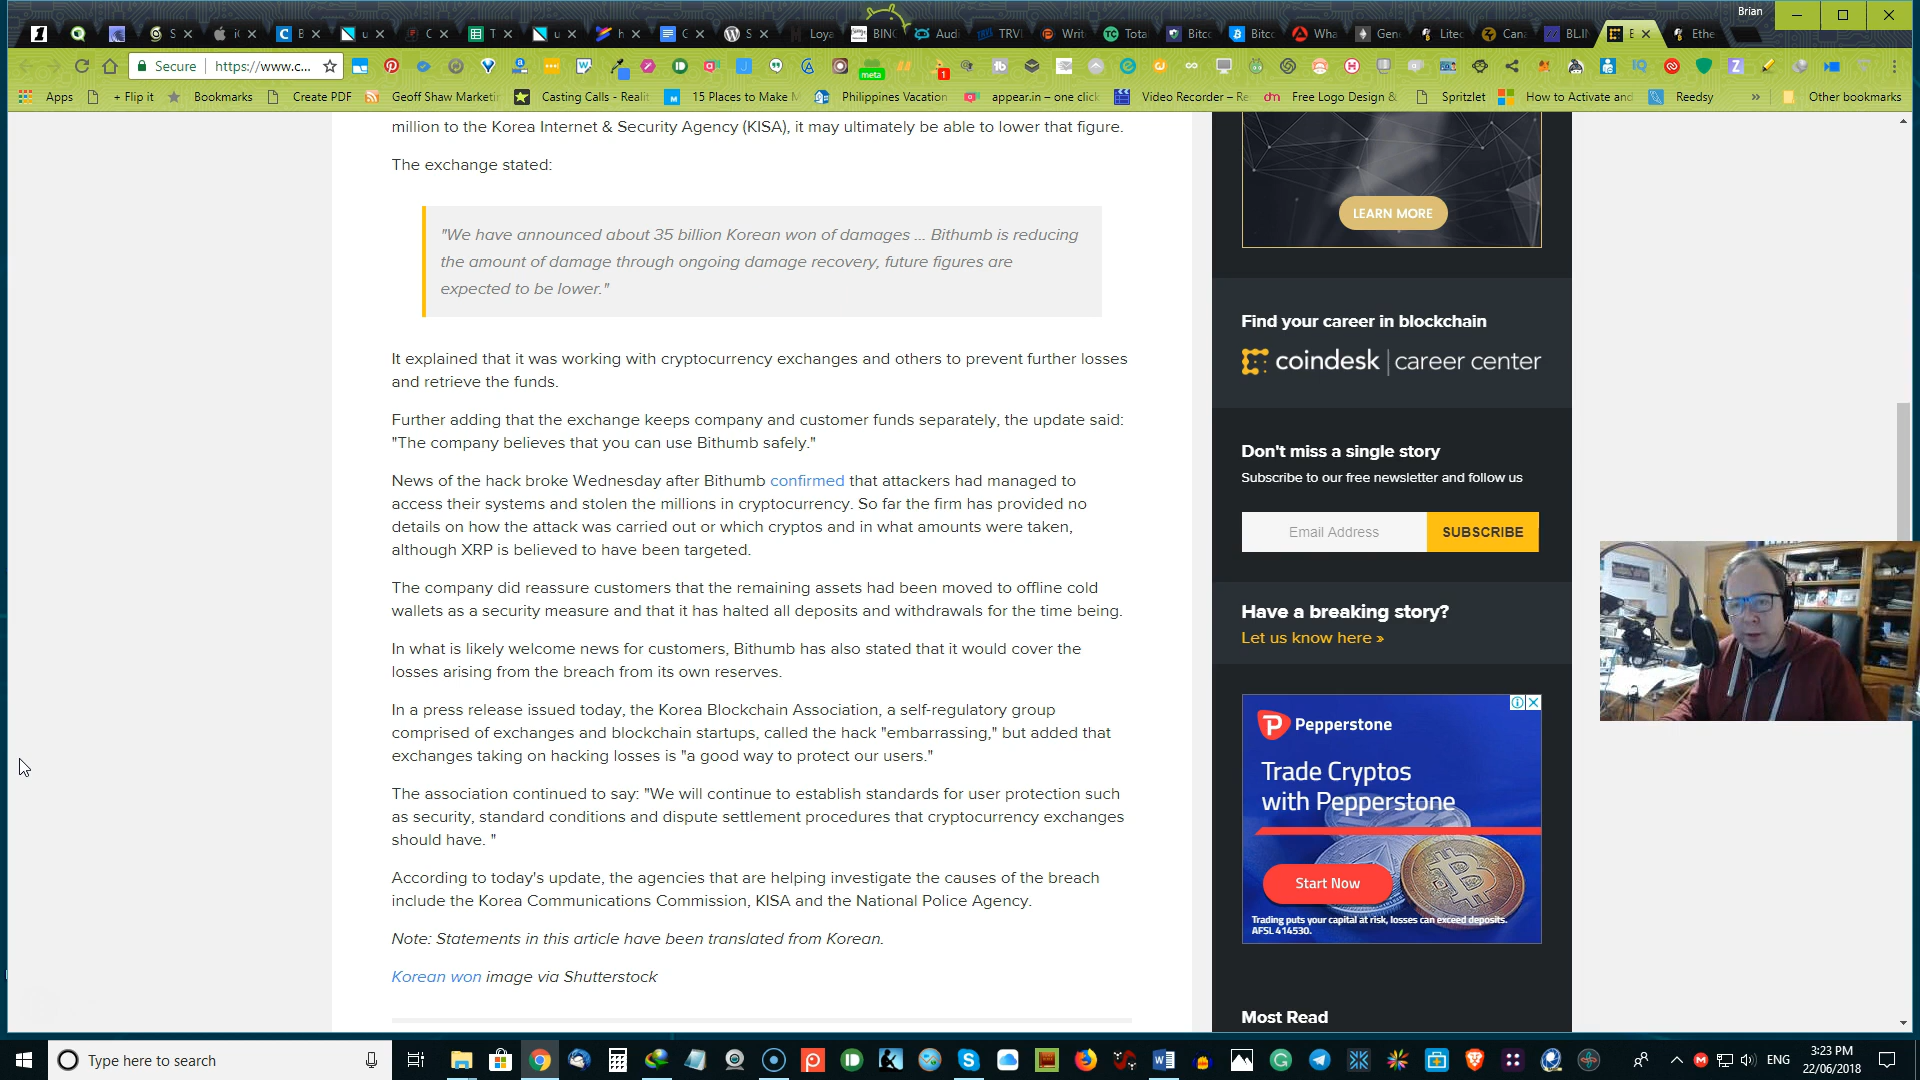 Brian
Secure
https://www.c...
meta
1
Apps
+ Flip it
Bookmarks
Create PDF
Geoff Shaw Marketi
Casting Calls - Realit
15 Places to Make M
Philippines Vacation
appear.in – one click
Video Recorder – Re
Free Logo Design &
Spritzlet
How to Activate and
Reedsy
»
Other bookmarks
million to the Korea Internet & Security Agency (KISA), it may ultimately be able to lower that figure.
The exchange stated:
"We have announced about 35 billion Korean won of damages ... Bithumb is reducing
the amount of damage through ongoing damage recovery, future figures are
expected to be lower."
It explained that it was working with cryptocurrency exchanges and others to prevent further losses
and retrieve the funds.
Further adding that the exchange keeps company and customer funds separately, the update said:
"The company believes that you can use Bithumb safely."
News of the hack broke Wednesday after Bithumb confirmed that attackers had managed to
access their systems and stolen the millions in cryptocurrency. So far the firm has provided no
details on how the attack was carried out or which cryptos and in what amounts were taken,
although XRP is believed to have been targeted.
The company did reassure customers that the remaining assets had been moved to offline cold
wallets as a security measure and that it has halted all deposits and withdrawals for the time being.
In what is likely welcome news for customers, Bithumb has also stated that it would cover the
losses arising from the breach from its own reserves.
In a press release issued today, the Korea Blockchain Association, a self-regulatory group
comprised of exchanges and blockchain startups, called the hack "embarrassing," but added that
exchanges taking on hacking losses is "a good way to protect our users."
The association continued to say: "We will continue to establish standards for user protection such
as security, standard conditions and dispute settlement procedures that cryptocurrency exchanges
should have. "
According to today's update, the agencies that are helping investigate the causes of the breach
include the Korea Communications Commission, KISA and the National Police Agency.
Note: Statements in this article have been translated from Korean.
Korean won image via Shutterstock
LEARN MORE
Find your career in blockchain
coindesk | career center
Don't miss a single story
Subscribe to our free newsletter and follow us
Email Address
SUBSCRIBE
Have a breaking story?
Let us know here »
Pepperstone
Trade Cryptos
with Pepperstone
Start Now
Trading puts your capital at risk, losses can exceed deposits.
AFSL 414530.
Most Read
Type here to search
ENG
3:23 PM
22/06/2018